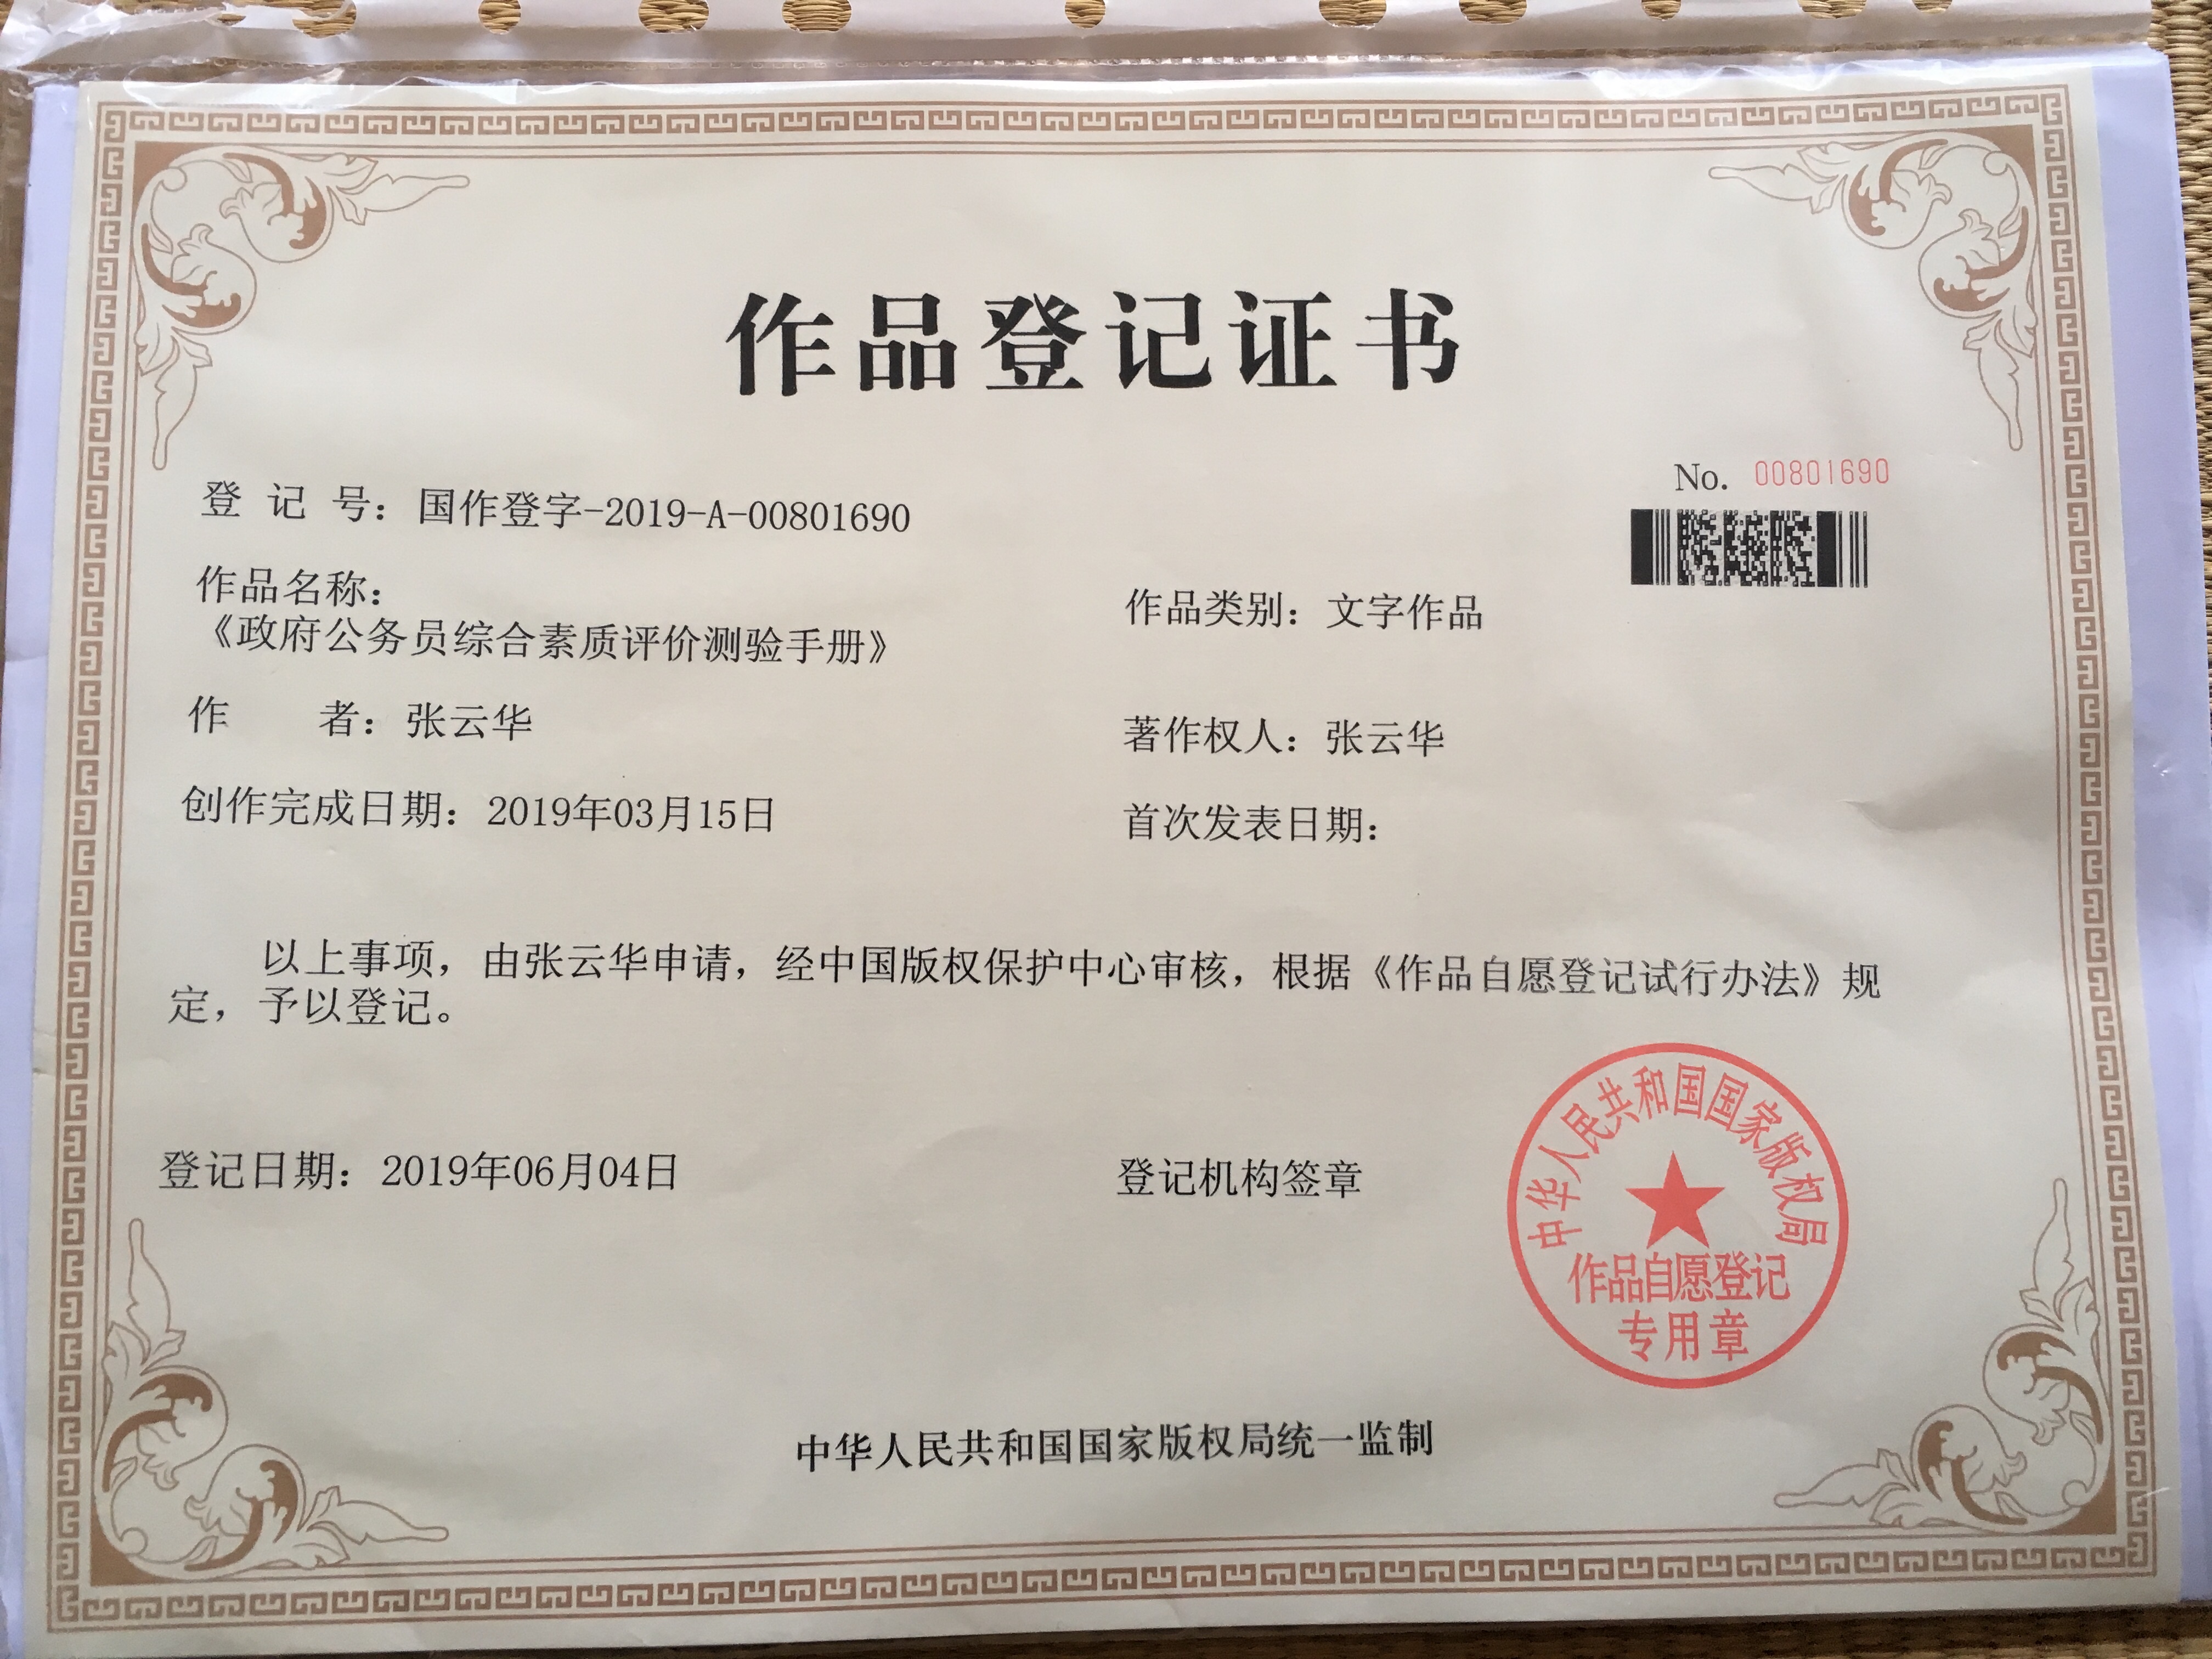 作品登记证书
No. 00801690
登 记 号：国作登字-2019-A-00801690
作品名称：
《政府公务员综合素质评价测验手册》
作品类别：文字作品
作 者：张云华
著作权人：张云华
创作完成日期：2019年03月15日
首次发表日期：
以上事项，由张云华申请，经中国版权保护中心审核，根据《作品自愿登记试行办法》规
定，予以登记。
登记日期：2019年06月04日
登记机构签章
中华人民共和国国家版权局
作品自愿登记
专用章
中华人民共和国国家版权局统一监制